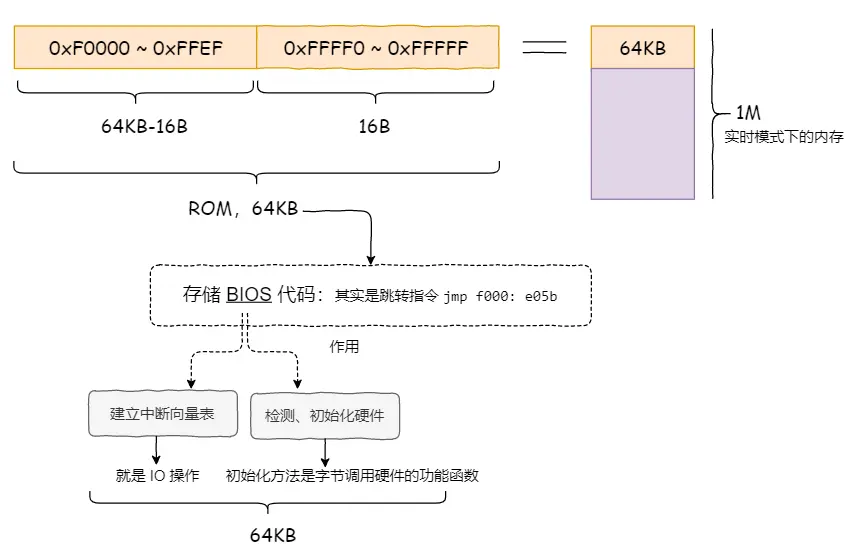 0xF0000 ~ 0xFFEF
0xFFFF0 ~ 0xFFFFF
64KB
64KB-16B
16B
1M
实时模式下的内存
ROM，64KB
存储 BIOS 代码：其实是跳转指令 jmp f000: e05b
作用
建立中断向量表
检测、初始化硬件
就是 IO 操作
初始化方法是字节调用硬件的功能函数
64KB